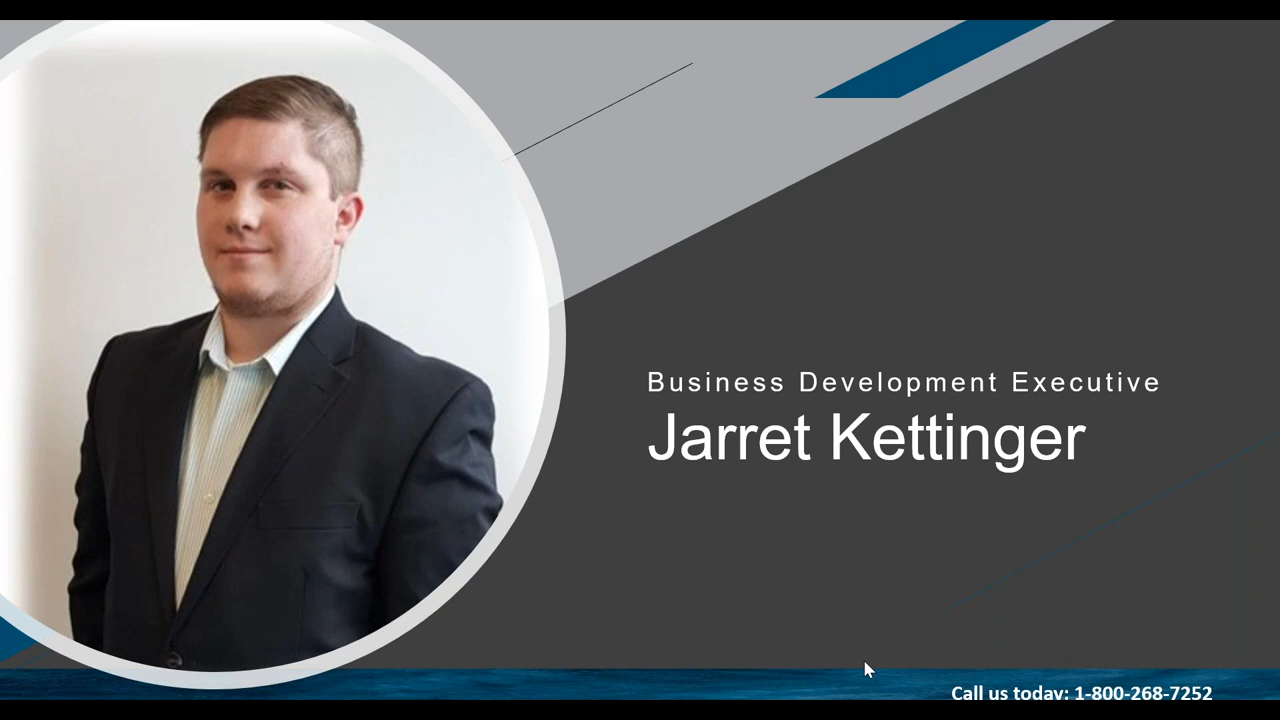 Business Development Executive
Jarret Kettinger
Call us today: 1-800-268-7252